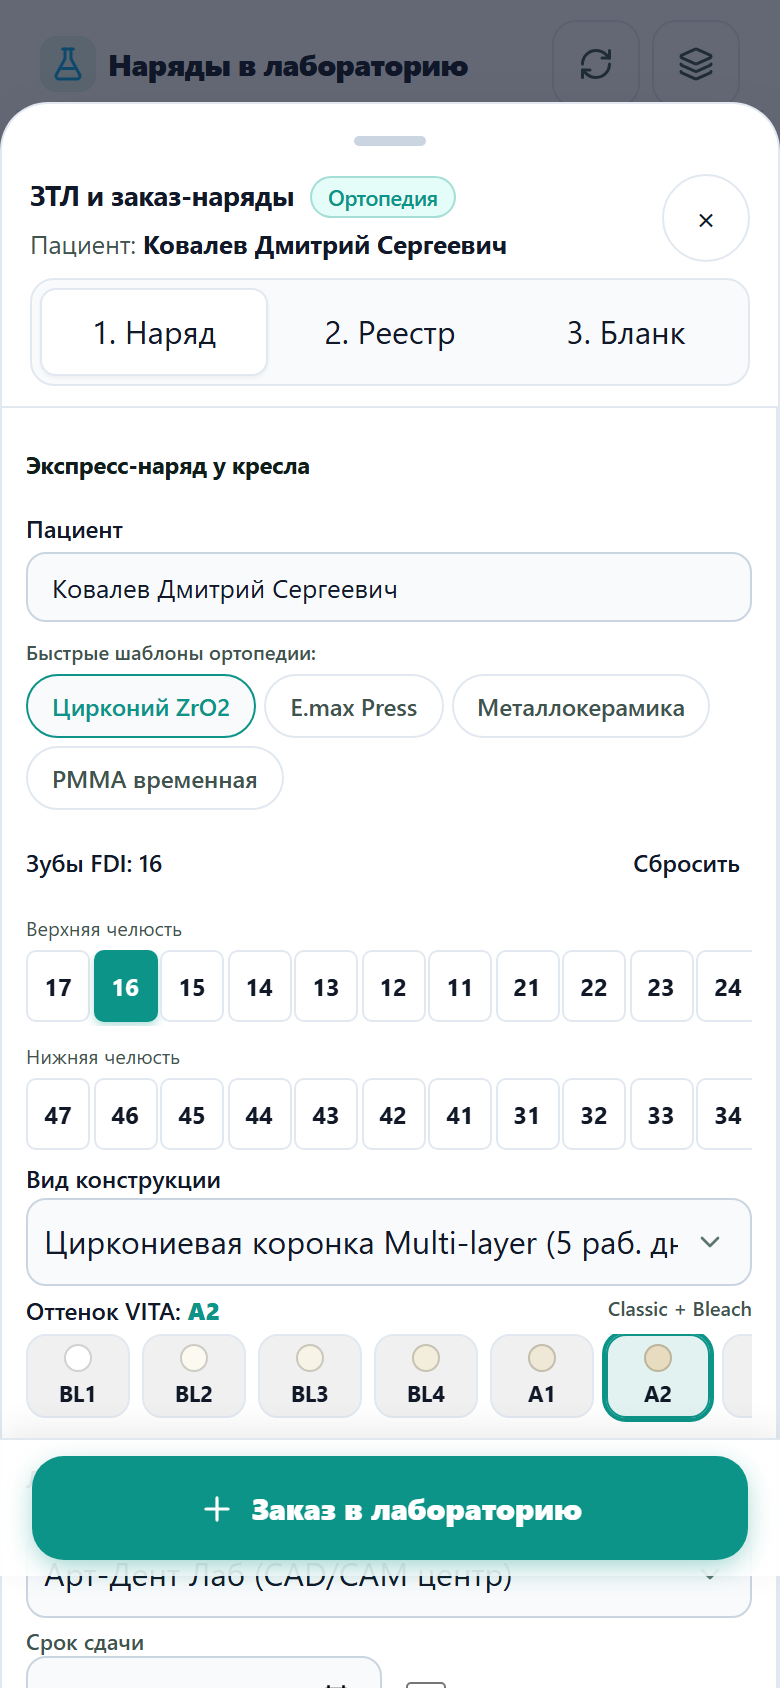 Наряды в лабораторию
ЗТЛ и заказ-наряды Ортопедия
Пациент: Ковалев Дмитрий Сергеевич
×
1. Наряд 2. Реестр 3. Бланк
Экспресс-наряд у кресла
Пациент
Ковалев Дмитрий Сергеевич
Быстрые шаблоны ортопедии:
Цирконий ZrO2 E.max Press Металлокерамика
PMMA временная
Зубы FDI: 16 Сбросить
Верхняя челюсть
17 16 15 14 13 12 11 21 22 23 24
Нижняя челюсть
47 46 45 44 43 42 41 31 32 33 34
Вид конструкции
Циркониевая коронка Multi-layer (5 раб.
Оттенок VITA: A2 Classic + Bleach
BL1 BL2 BL3 BL4 A1 A2
+ Заказ в лабораторию
Арт-Дент Лаб (CAD/CAM центр)
Срок сдачи